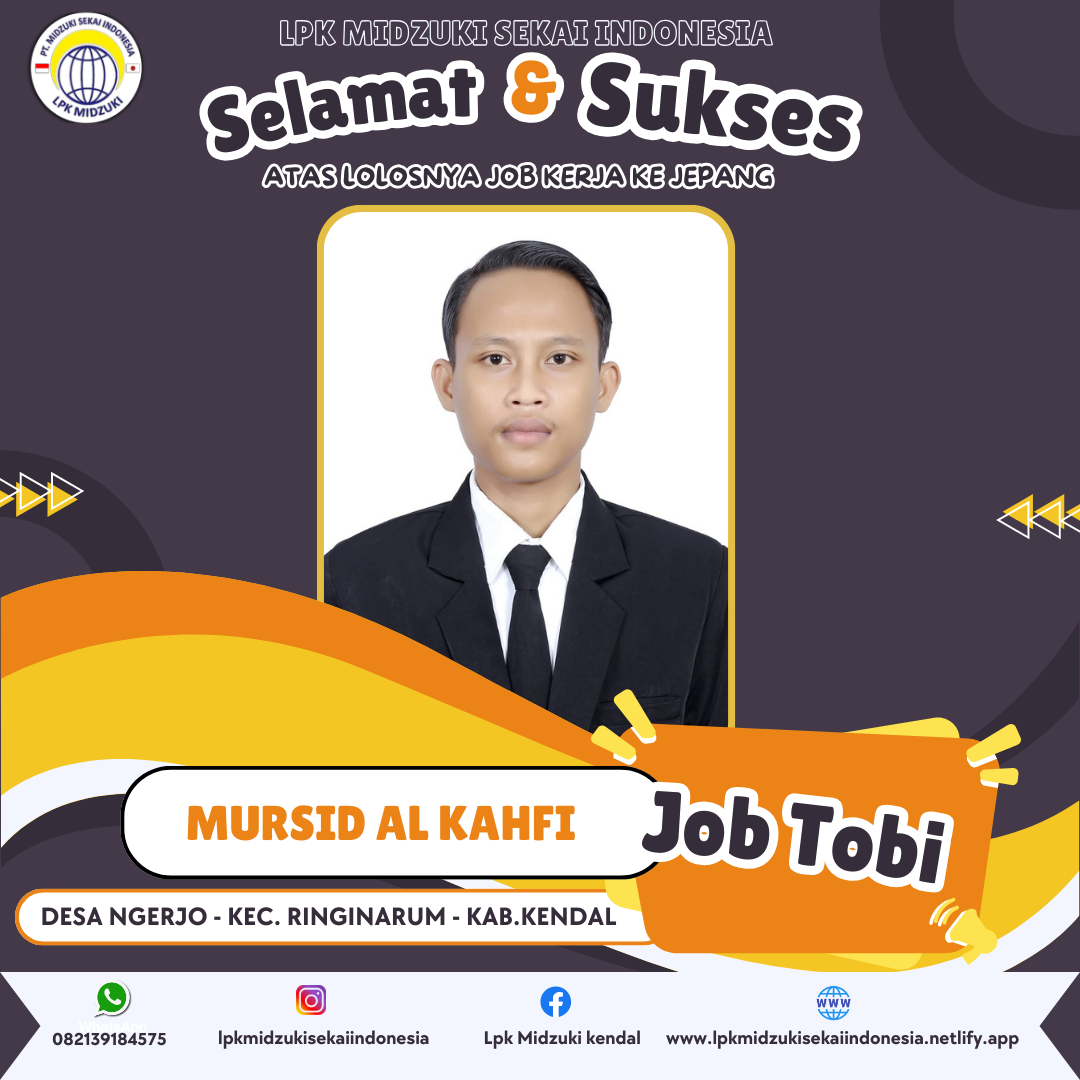 PT. MIDZUKI SEKAI INDONESIA
LPK MIDZUKI
LPK MIDZUKI SEKAI INDONESIA
Selamat & Sukses
ATAS LOLOSNYA JOB KERJA KE JEPANG
MURSID AL KAHFI
Job Tobi
DESA NGERJO - KEC. RINGINARUM - KAB.KENDAL
WhatsApp
082139184575
lpkmidzukisekaiindonesia
Lpk Midzuki kendal
WWW
www.lpkmidzukisekaiindonesia.netlify.app